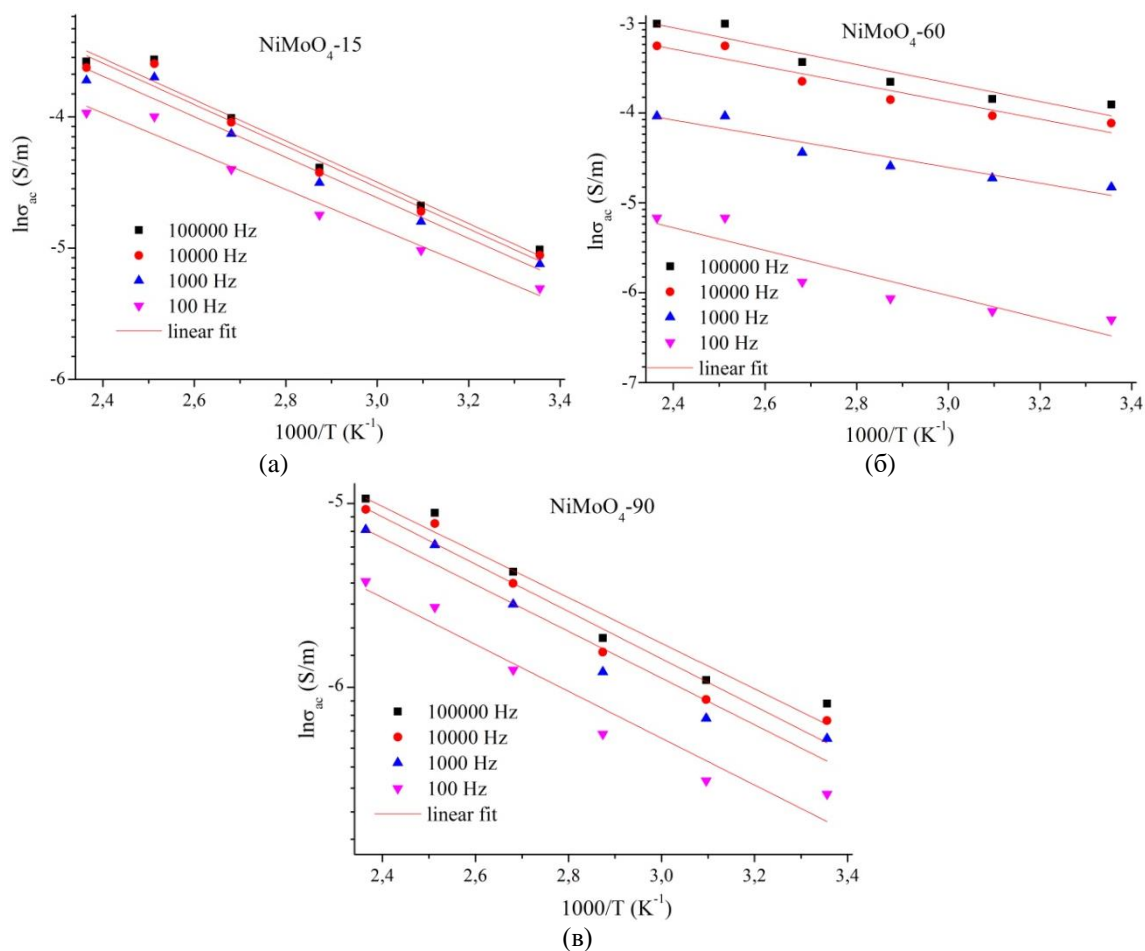 NiMoO₄-15
lnσ_ac (S/m)
-4
-5
-6
100000 Hz
10000 Hz
1000 Hz
100 Hz
linear fit
2,4 2,6 2,8 3,0 3,2 3,4
1000/T (K⁻¹)
(а)
NiMoO₄-60
lnσ_ac (S/m)
-3
-4
-5
-6
-7
100000 Hz
10000 Hz
1000 Hz
100 Hz
linear fit
2,4 2,6 2,8 3,0 3,2 3,4
1000/T (K⁻¹)
(б)
NiMoO₄-90
lnσ_ac (S/m)
-5
-6
100000 Hz
10000 Hz
1000 Hz
100 Hz
linear fit
2,4 2,6 2,8 3,0 3,2 3,4
1000/T (K⁻¹)
(в)